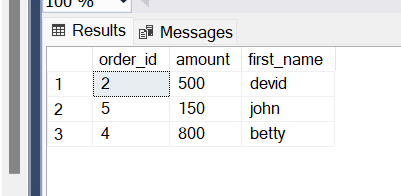 100 %
Results Messages
order_id amount first_name
1 2 500 devid
2 5 150 john
3 4 800 betty